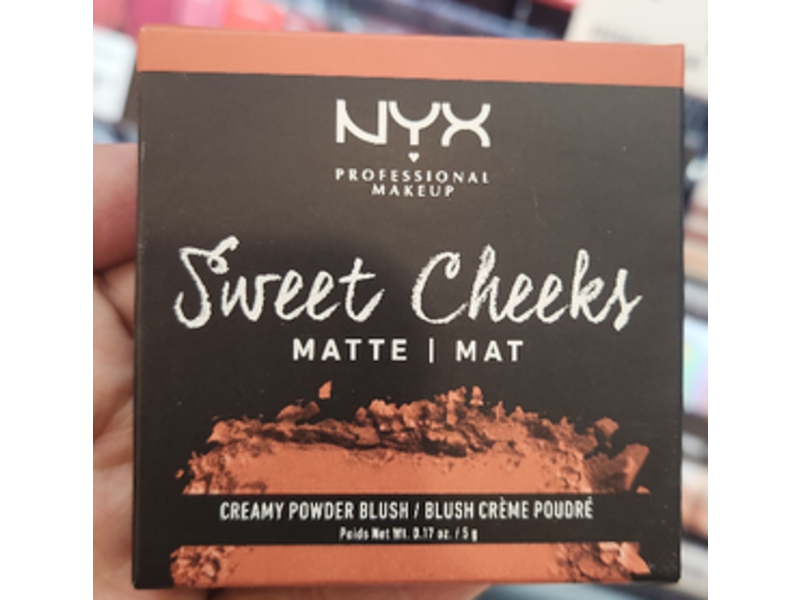 NYX
PROFESSIONAL
MAKEUP
Sweet Cheeks
MATTE | MAT
CREAMY POWDER BLUSH / BLUSH CRÈME POUDRÉ
Poids Net Wt. 0.17 oz. / 5 g